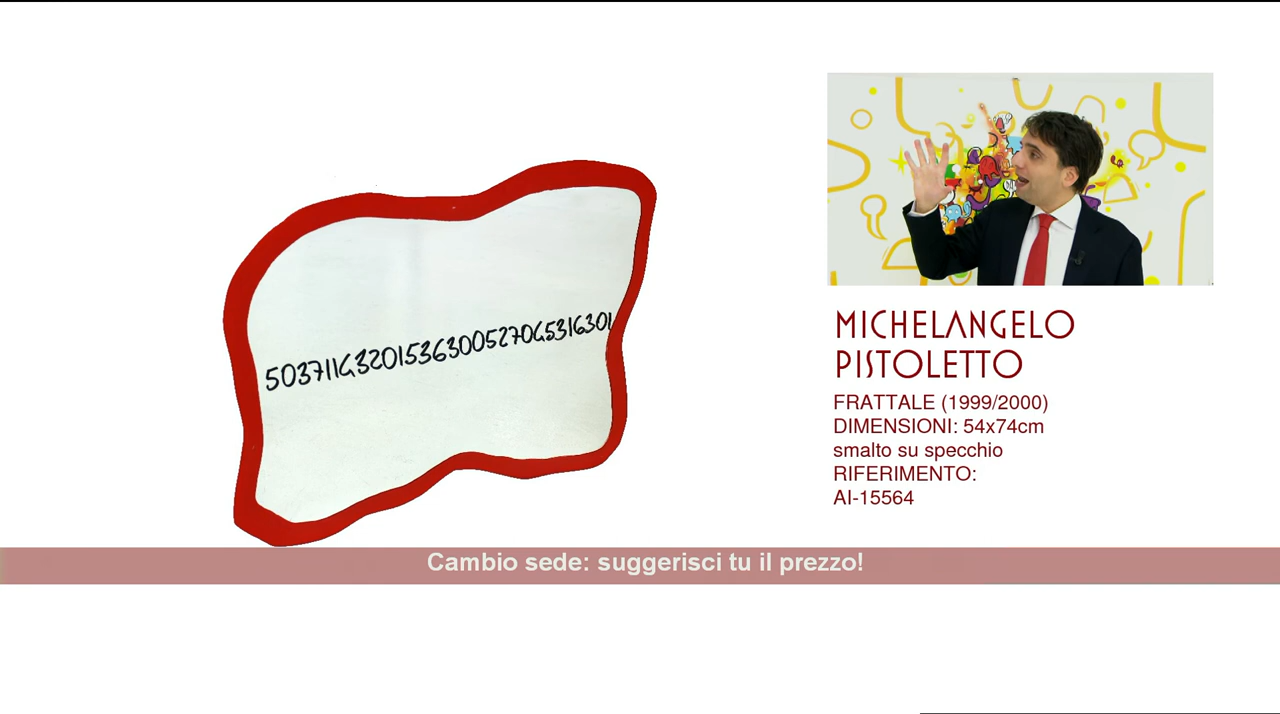 50371143201536300527045316301
MICHELANGELO
PISTOLETTO
FRATTALE (1999/2000)
DIMENSIONI: 54x74cm
smalto su specchio
RIFERIMENTO:
AI-15564
Cambio sede: suggerisci tu il prezzo!